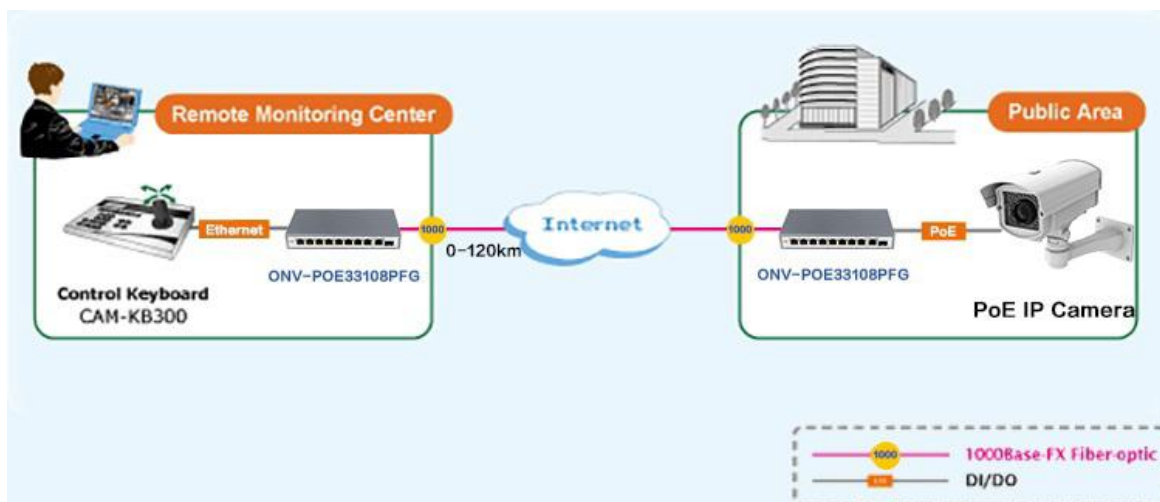 Remote Monitoring Center
Public Area
Ethernet
1000
Internet
1000
PoE
0-120km
ONV-POE33108PFG
ONV-POE33108PFG
Control Keyboard
CAM-KB300
PoE IP Camera
1000 1000Base-FX Fiber-optic
DI/DO